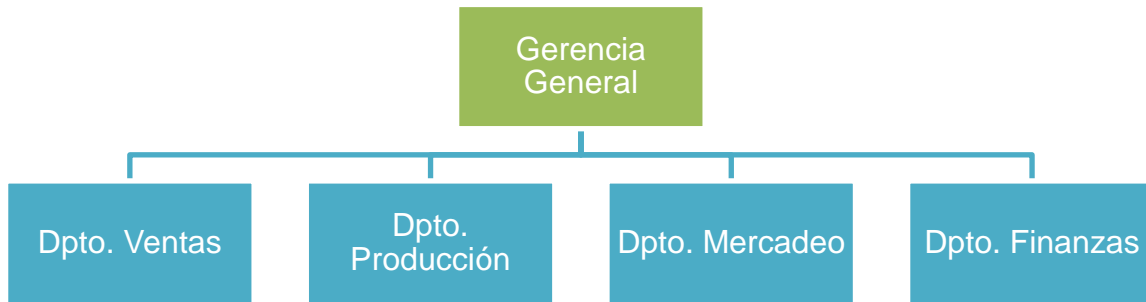 Gerencia
General
Dpto. Ventas
Dpto.
Producción
Dpto. Mercadeo
Dpto. Finanzas